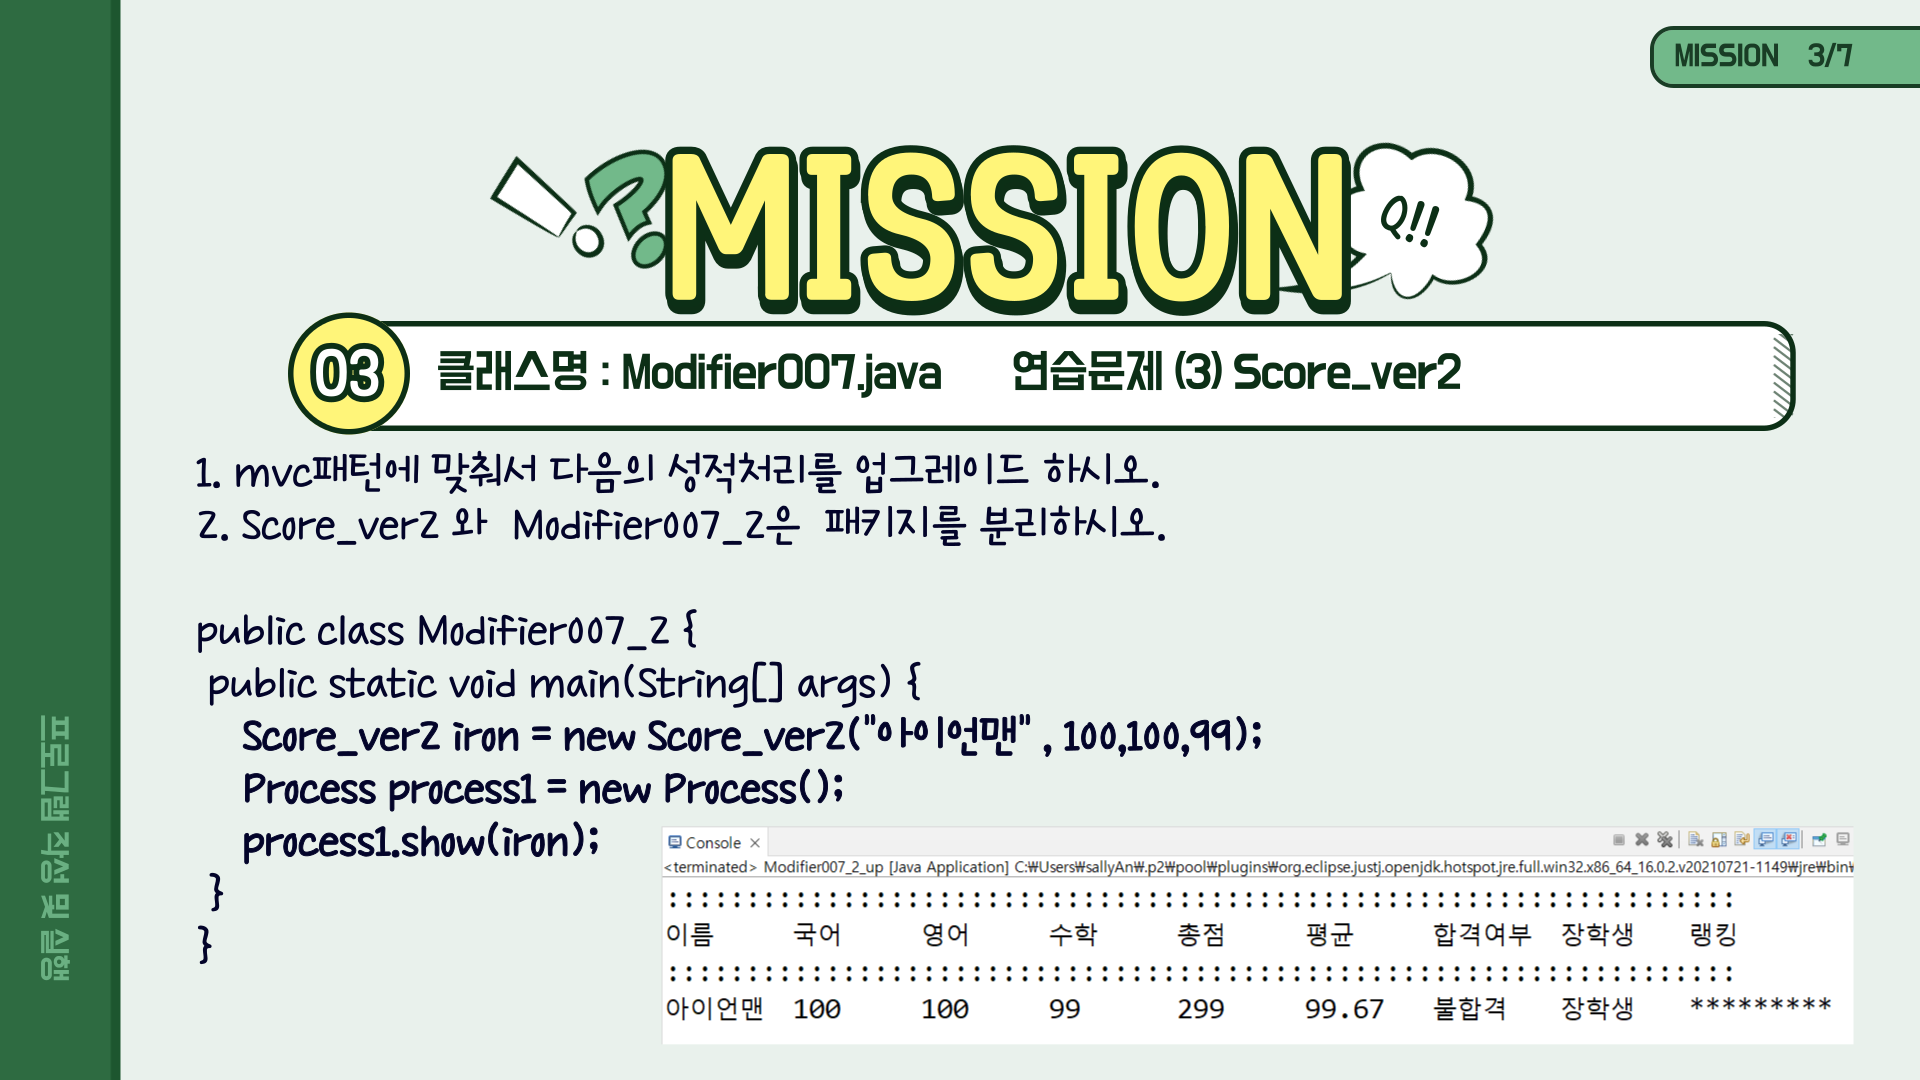 MISSION 3/7
MISSION
Q!!
03 클래스명 : Modifier007.java 연습문제 (3) Score_ver2
1. mvc패턴에 맞춰서 다음의 성적처리를 업그레이드 하시오.
2. Score_ver2 와 Modifier007_2은 패키지를 분리하시오.
public class Modifier007_2 {
public static void main(String[] args) {
Score_ver2 iron = new Score_ver2("아이언맨" , 100,100,99);
Process process1 = new Process();
process1.show(iron);
}
}
프로그램 작성 및 실행
Console ×
<terminated> Modifier007_2_up [Java Application] C:₩Users₩sallyAn₩.p2₩pool₩plugins₩org.eclipse.justj.openjdk.hotspot.jre.full.win32.x86_64_16.0.2.v20210721-1149₩jre₩bin₩
:::::::::::::::::::::::::::::::::::::::::::::::::::::::::::::::::::
이름 국어 영어 수학 총점 평균 합격여부 장학생 랭킹
:::::::::::::::::::::::::::::::::::::::::::::::::::::::::::::::::::
아이언맨 100 100 99 299 99.67 불합격 장학생 *********